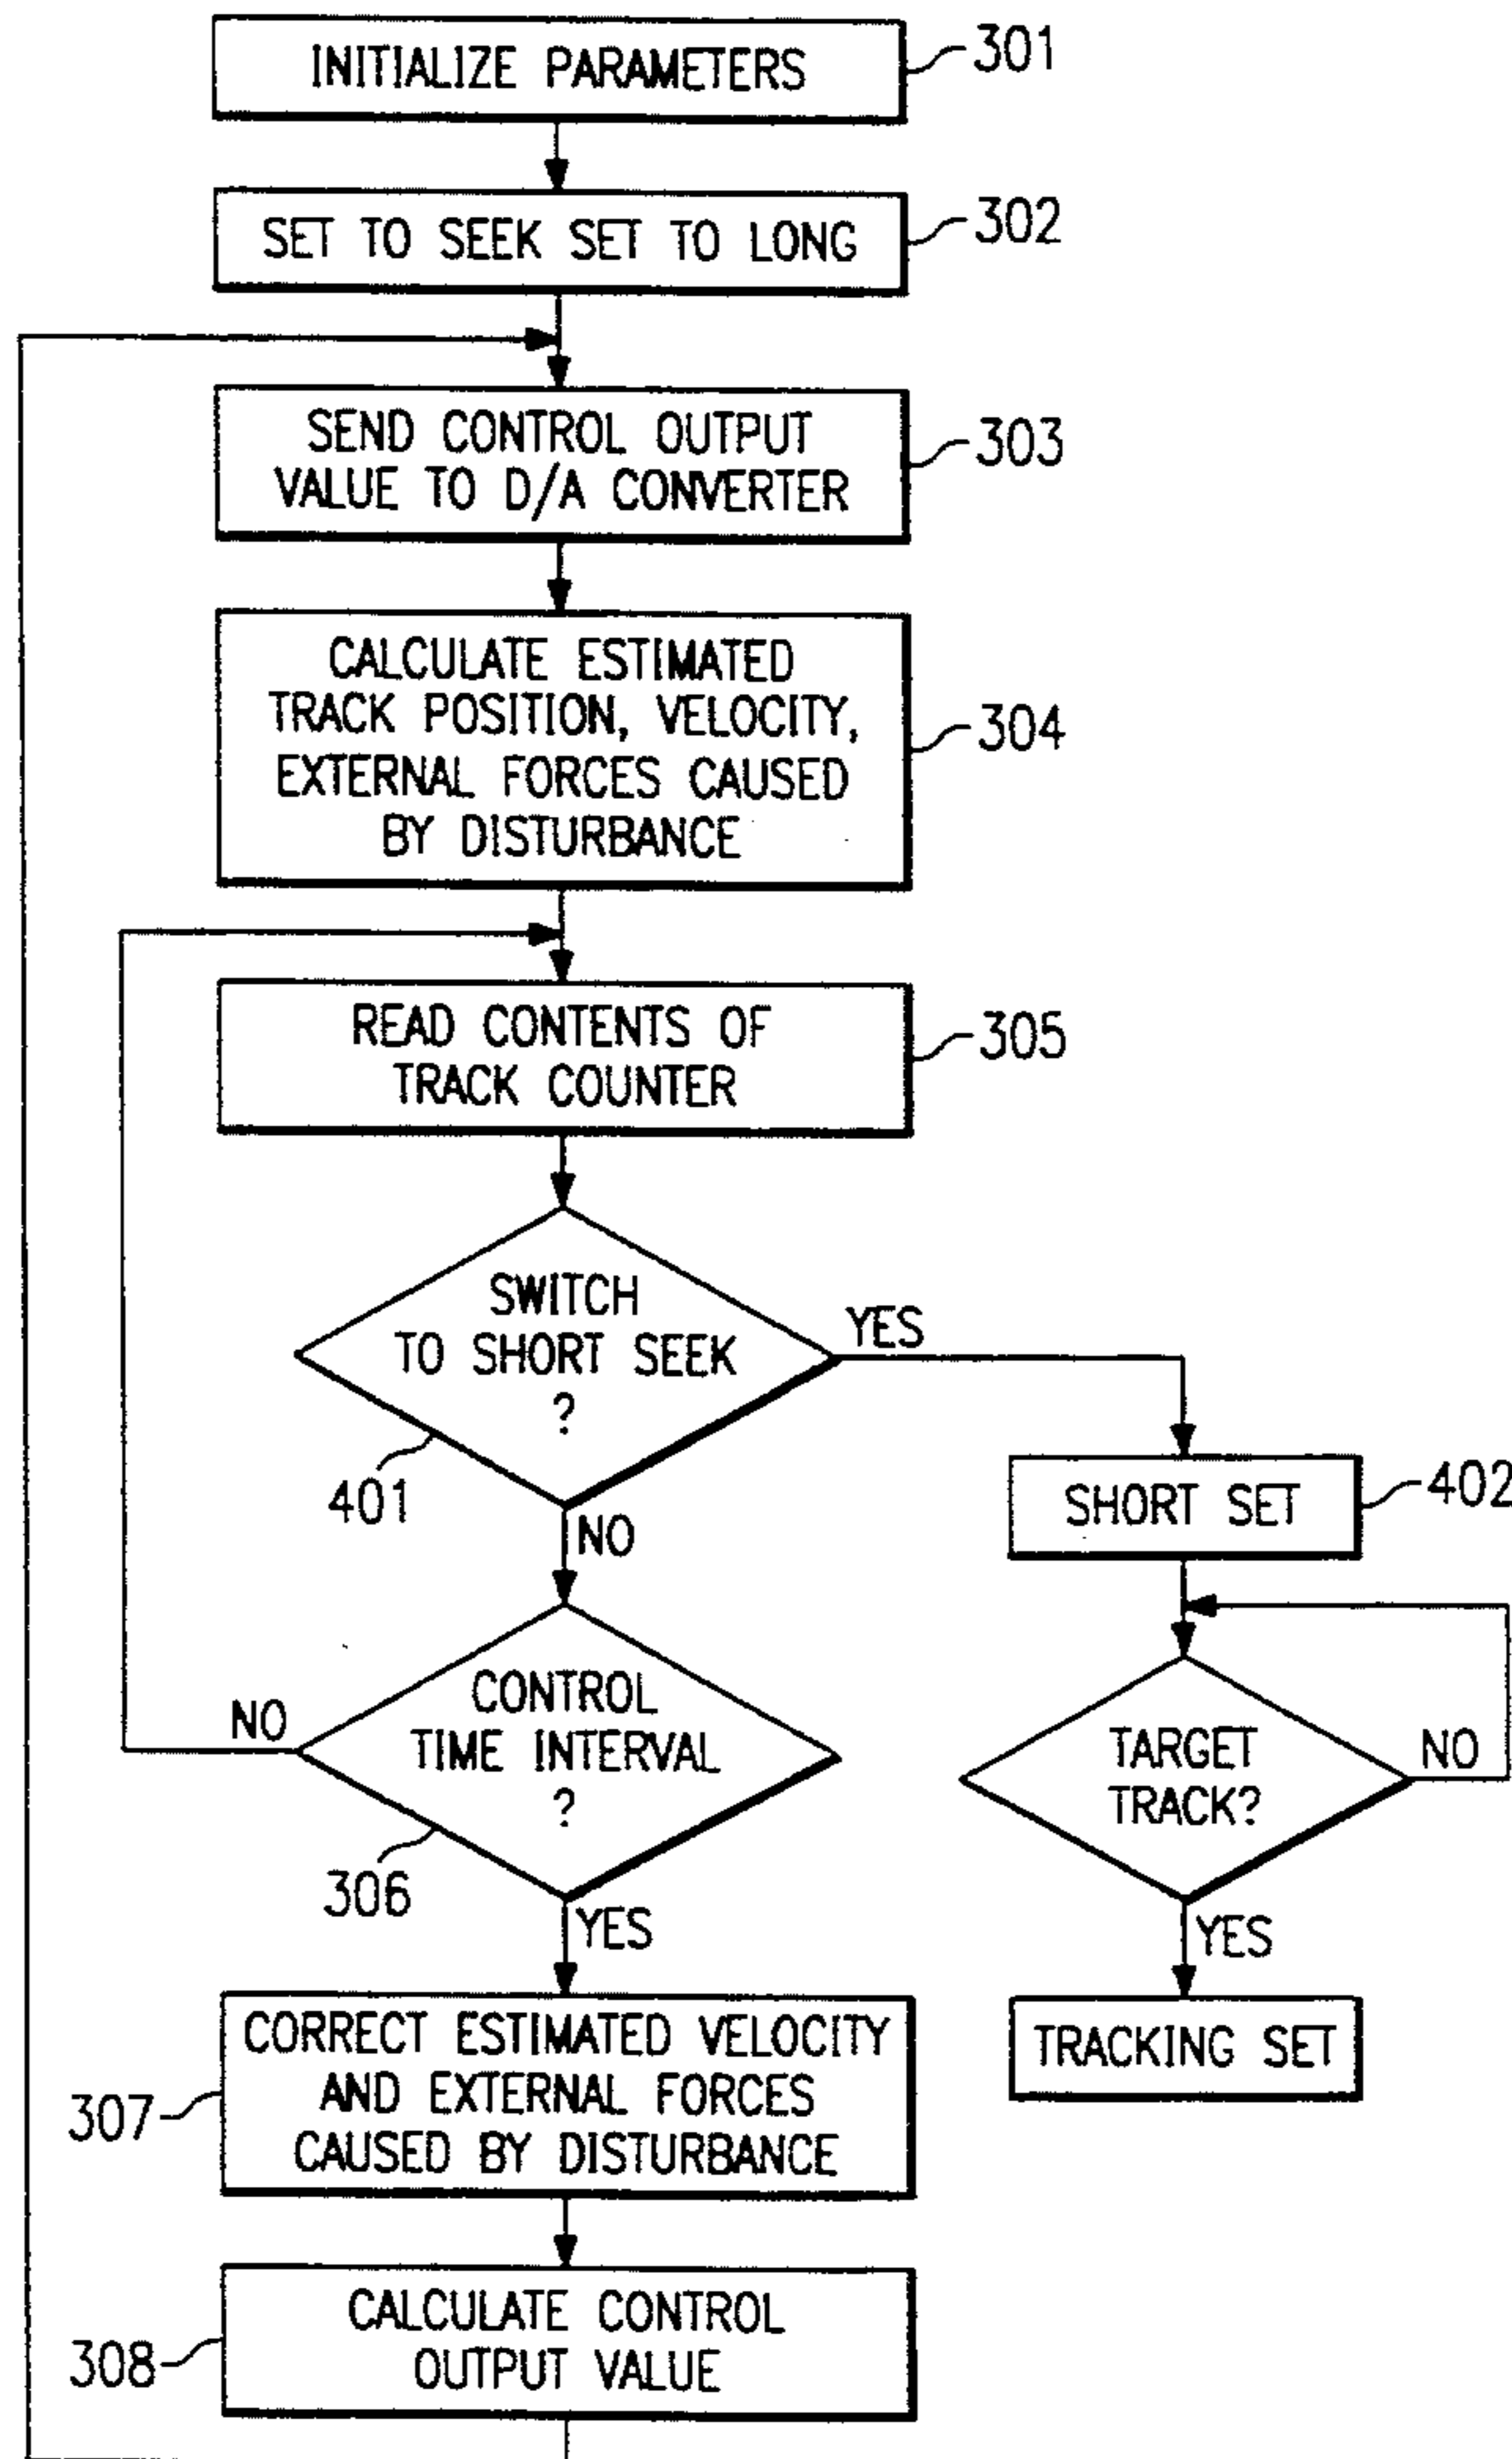 INITIALIZE PARAMETERS
301
SET TO SEEK SET TO LONG
302
SEND CONTROL OUTPUT
VALUE TO D/A CONVERTER
303
CALCULATE ESTIMATED
TRACK POSITION, VELOCITY,
EXTERNAL FORCES CAUSED
BY DISTURBANCE
304
READ CONTENTS OF
TRACK COUNTER
305
SWITCH
TO SHORT SEEK
?
YES
401
NO
SHORT SET
402
CONTROL
TIME INTERVAL
?
NO
306
YES
TARGET
TRACK?
NO
YES
CORRECT ESTIMATED VELOCITY
AND EXTERNAL FORCES
CAUSED BY DISTURBANCE
307
TRACKING SET
CALCULATE CONTROL
OUTPUT VALUE
308